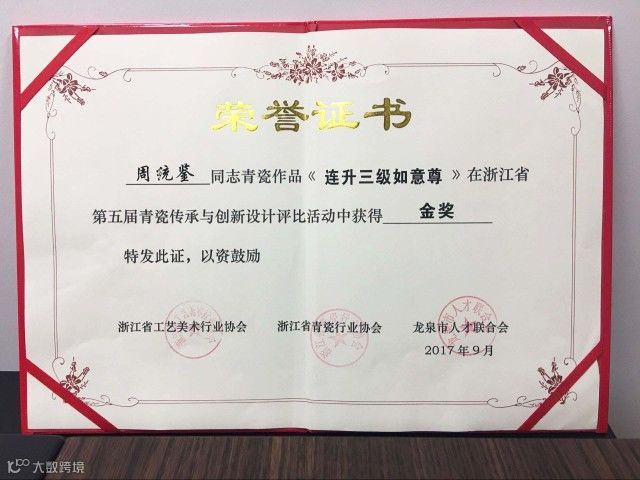 荣誉证书
周统鉴 同志青瓷作品《 连升三级如意尊 》在浙江省
第五届青瓷传承与创新设计评比活动中获得 金奖
特发此证，以资鼓励
浙江省工艺美术行业协会 浙江省青瓷行业协会 龙泉市人才联合会
2017年9月
大数跨境